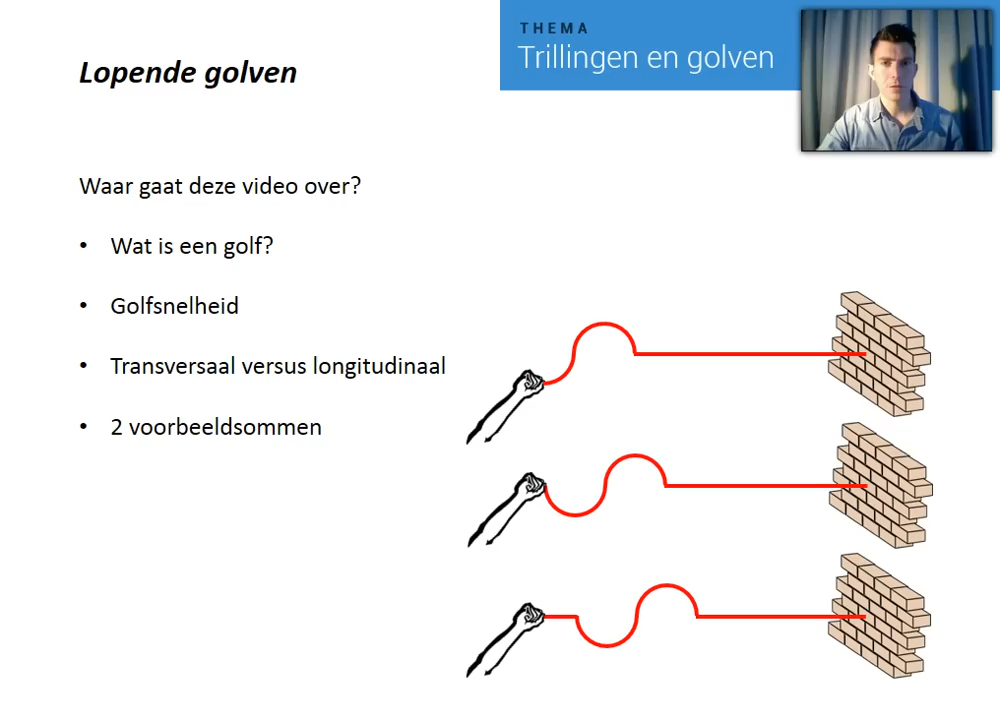 THEMA
Trillingen en golven
Lopende golven
Waar gaat deze video over?
• Wat is een golf?
• Golfsnelheid
• Transversaal versus longitudinaal
• 2 voorbeeldsommen